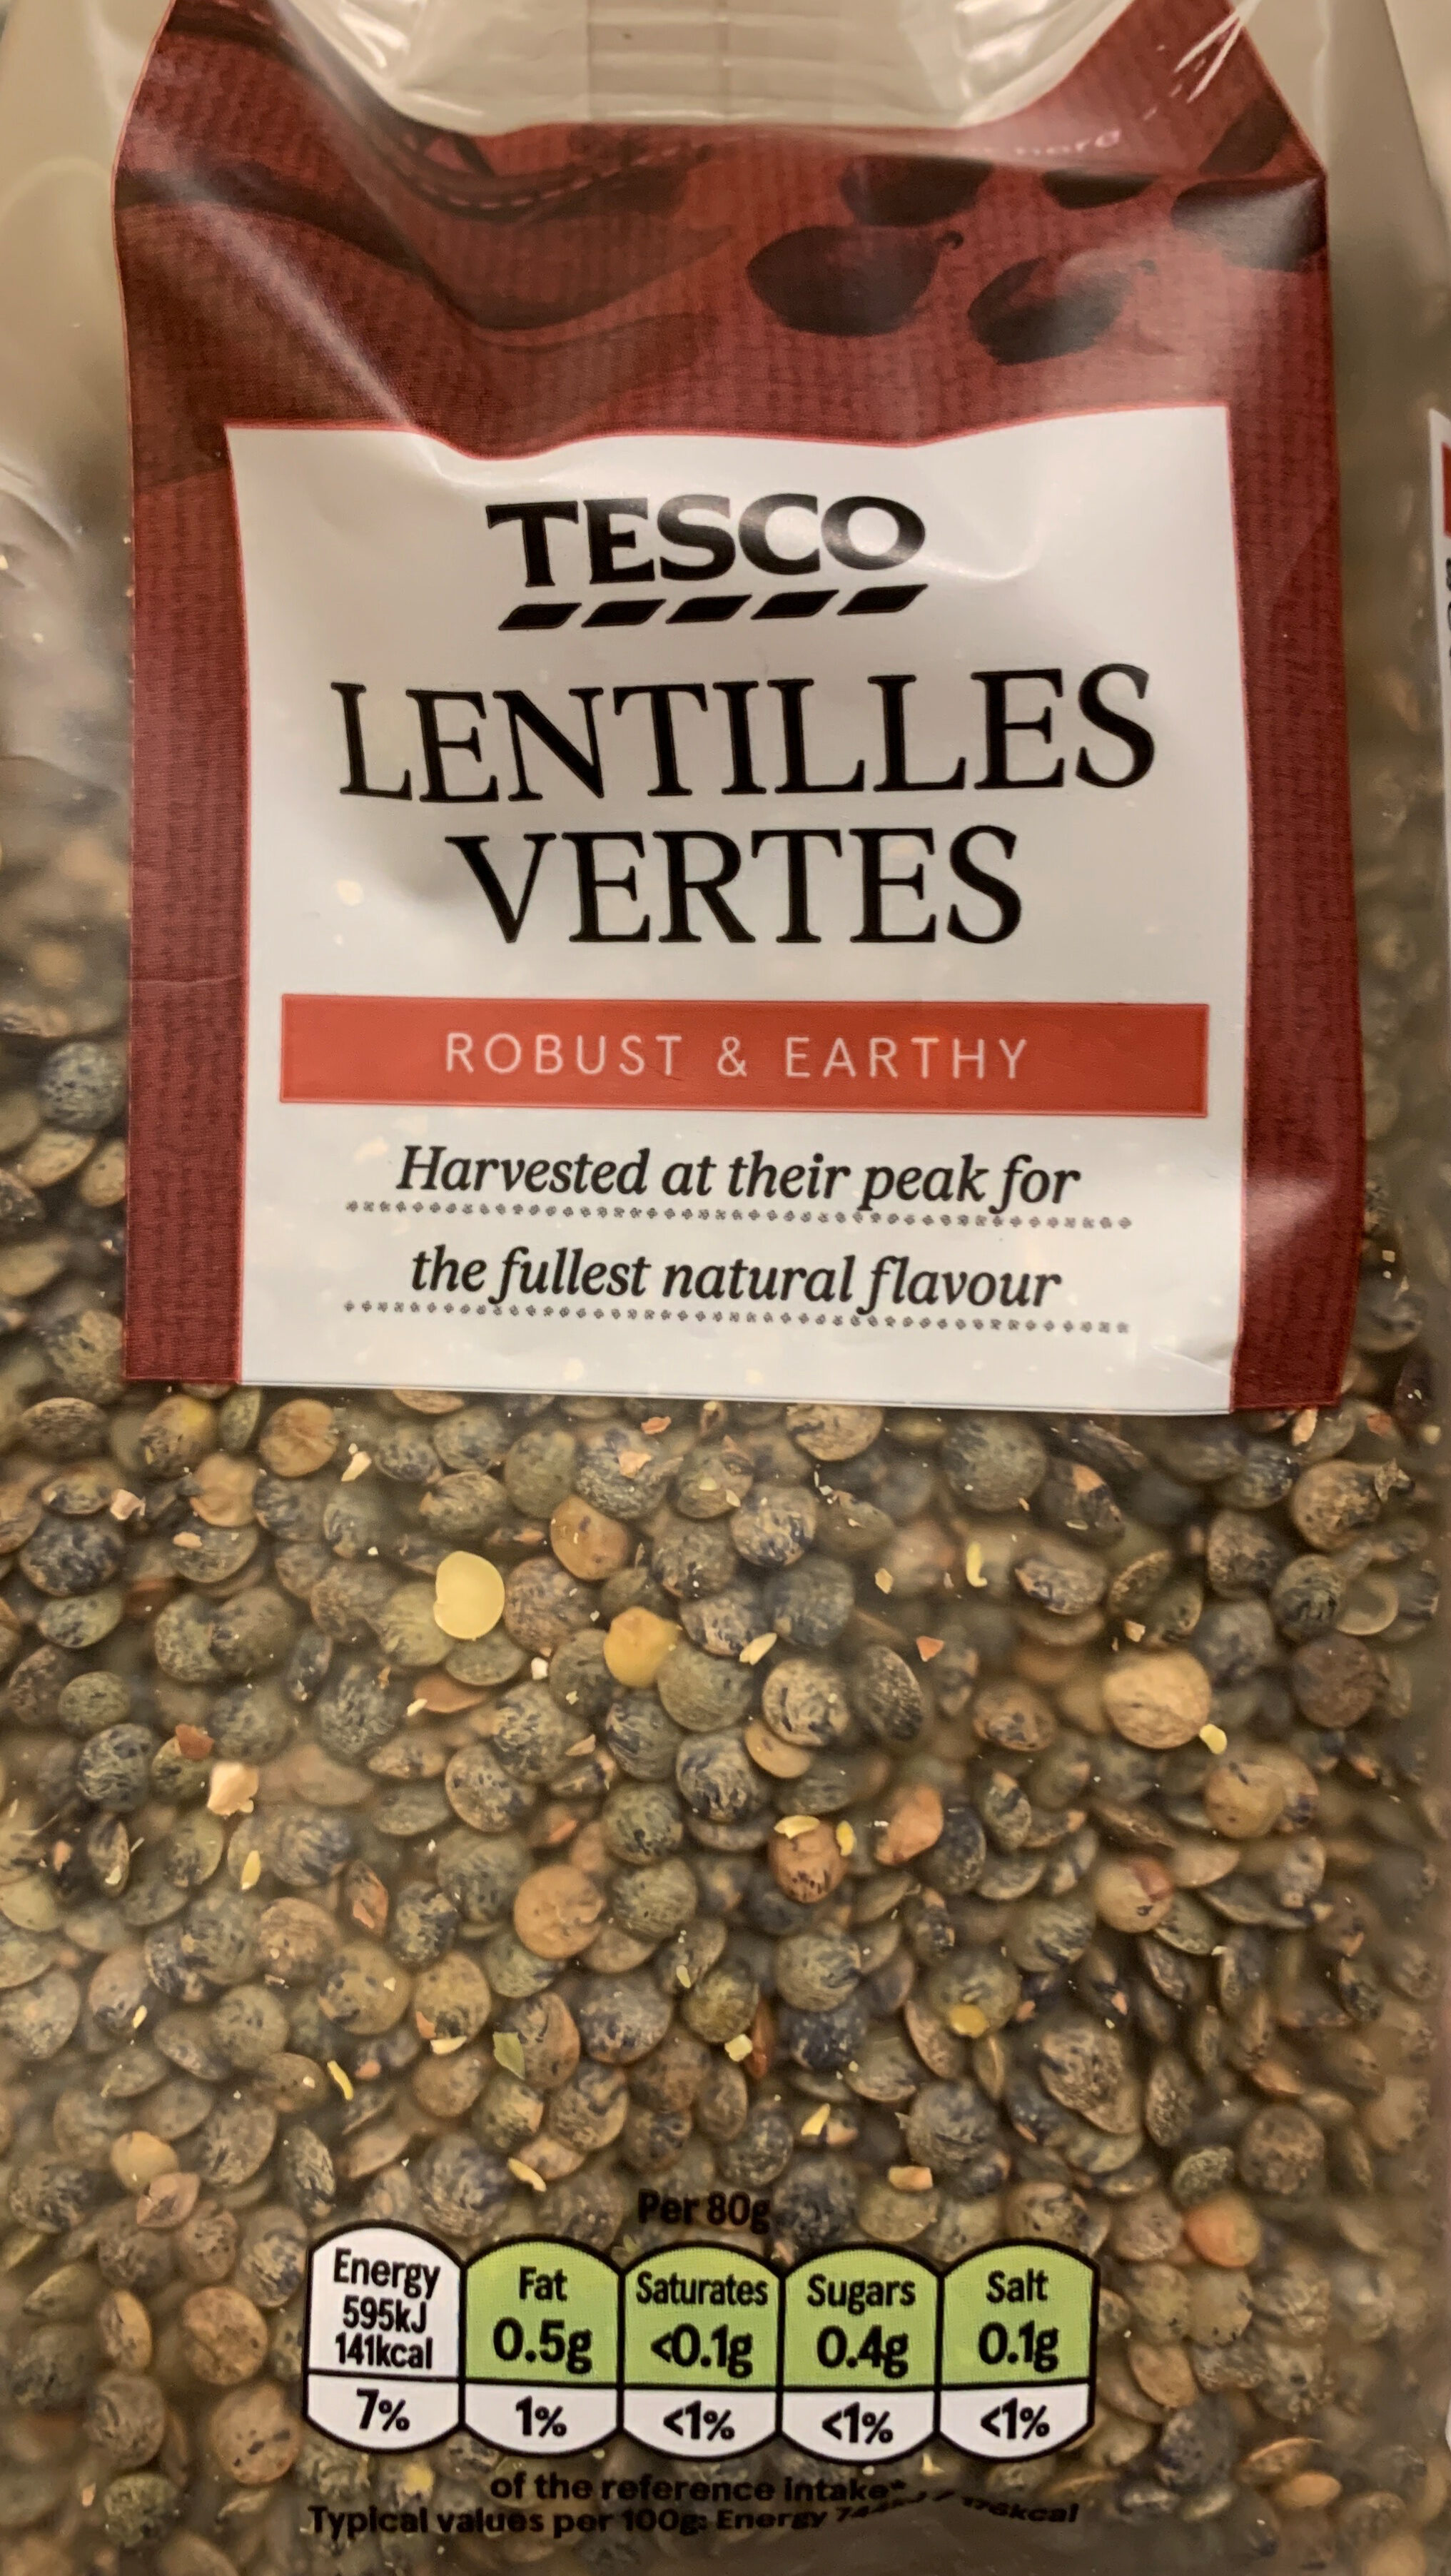 TESCO
LENTILLES
VERTES
ROBUST & EARTHY
Harvested at their peak for
the fullest natural flavour
Per 80g
Energy
595kJ
141kcal
7%
Fat
0.5g
1%
Saturates
<0.1g
<1%
Sugars
0.4g
<1%
Salt
0.1g
<1%
of the reference intake*
Typical values per 100g: Energy